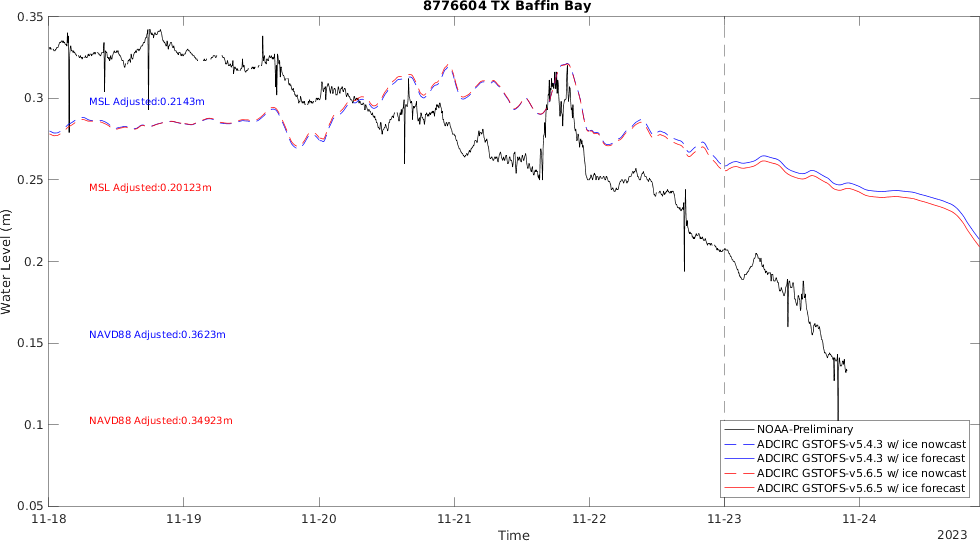 8776604 TX Baffin Bay
0.35
0.3
0.25
0.2
0.15
0.1
0.05
Water Level (m)
MSL Adjusted:0.2143m
MSL Adjusted:0.20123m
NAVD88 Adjusted:0.3623m
NAVD88 Adjusted:0.34923m
NOAA-Preliminary
ADCIRC GSTOFS-v5.4.3 w/ ice nowcast
ADCIRC GSTOFS-v5.4.3 w/ ice forecast
ADCIRC GSTOFS-v5.6.5 w/ ice nowcast
ADCIRC GSTOFS-v5.6.5 w/ ice forecast
11-18 11-19 11-20 11-21 11-22 11-23 11-24
Time
2023